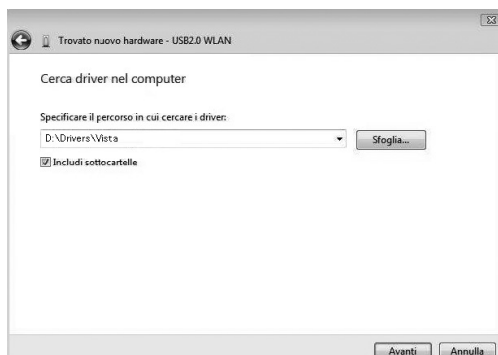 Trovato nuovo hardware - USB2.0 WLAN
Cerca driver nel computer
Specificare il percorso in cui cercare i driver:
D:\Drivers\Vista
Sfoglia...
Includi sottocartelle
Avanti
Annulla